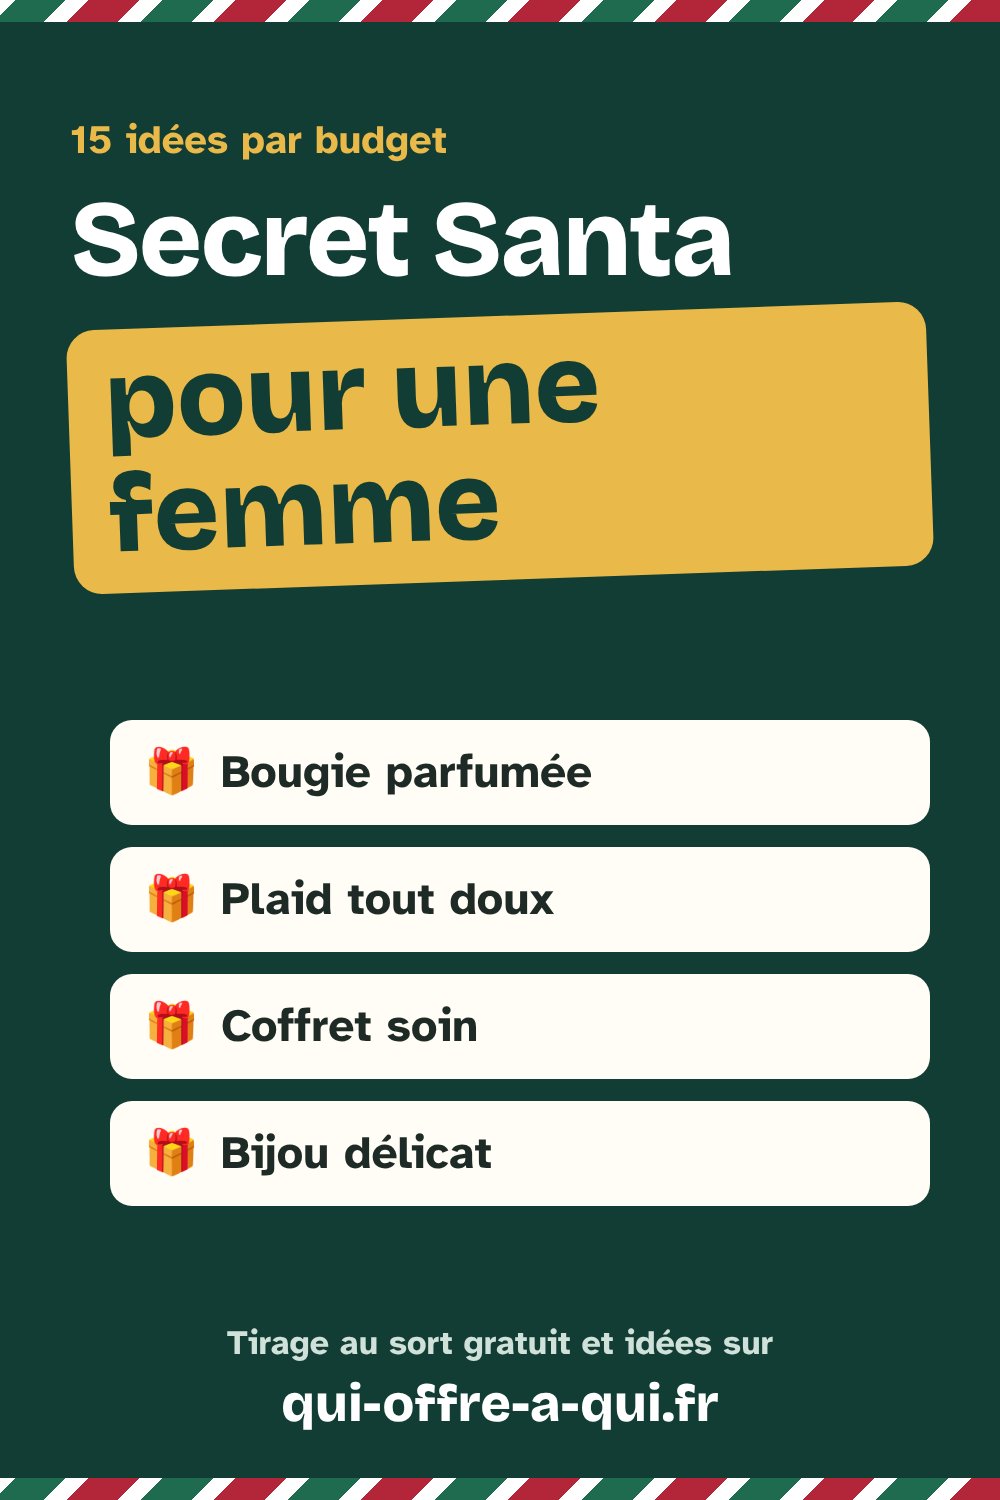 15 idées par budget
Secret Santa
pour une
femme
Bougie parfumée
Plaid tout doux
Coffret soin
Bijou délicat
Tirage au sort gratuit et idées sur
qui-offre-a-qui.fr